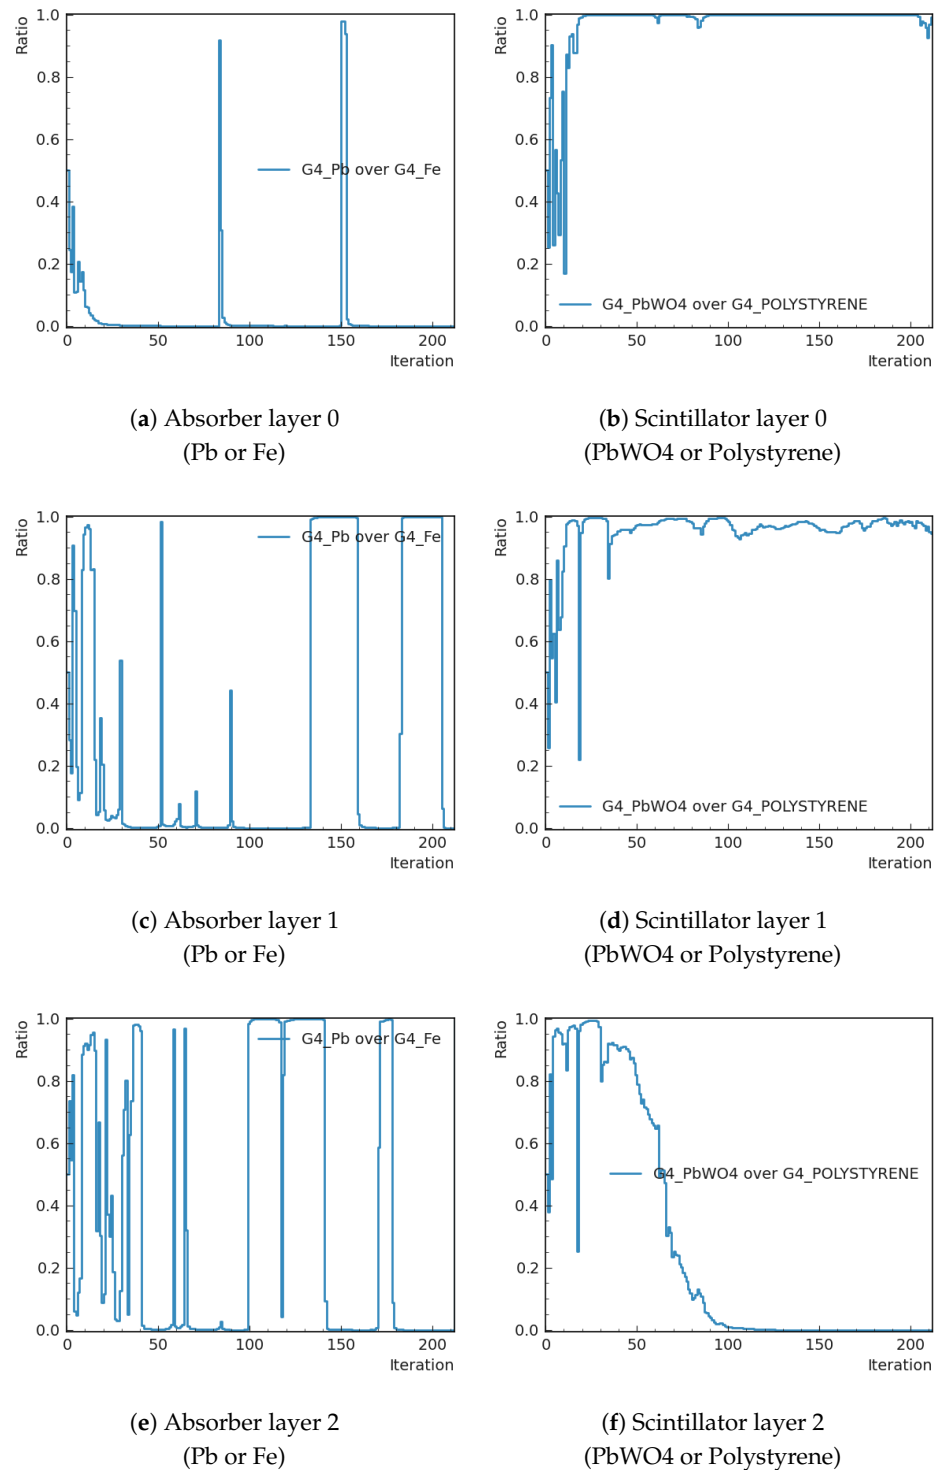 Ratio
1.0
0.8
0.6
0.4
0.2
0.0
G4_Pb over G4_Fe
0 50 100 150 200
Iteration
(a) Absorber layer 0
(Pb or Fe)
Ratio
1.0
0.8
0.6
0.4
0.2
0.0
G4_PbWO4 over G4_POLYSTYRENE
0 50 100 150 200
Iteration
(b) Scintillator layer 0
(PbWO4 or Polystyrene)
Ratio
1.0
0.8
0.6
0.4
0.2
0.0
G4_Pb over G4_Fe
0 50 100 150 200
Iteration
(c) Absorber layer 1
(Pb or Fe)
Ratio
1.0
0.8
0.6
0.4
0.2
0.0
G4_PbWO4 over G4_POLYSTYRENE
0 50 100 150 200
Iteration
(d) Scintillator layer 1
(PbWO4 or Polystyrene)
Ratio
1.0
0.8
0.6
0.4
0.2
0.0
G4_Pb over G4_Fe
0 50 100 150 200
Iteration
(e) Absorber layer 2
(Pb or Fe)
Ratio
1.0
0.8
0.6
0.4
0.2
0.0
G4_PbWO4 over G4_POLYSTYRENE
0 50 100 150 200
Iteration
(f) Scintillator layer 2
(PbWO4 or Polystyrene)